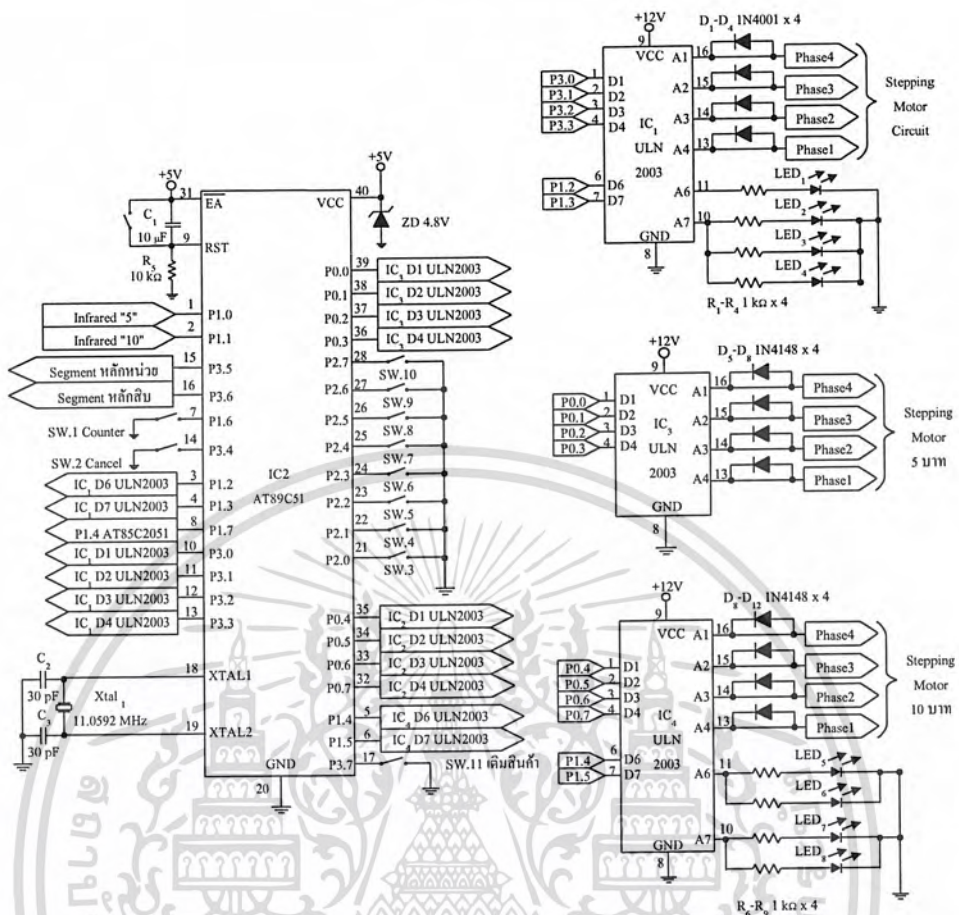 +5V
31
EA
C1
10 µF
9
RST
R5
10 kΩ
Infrared "5"
1
P1.0
Infrared "10"
2
P1.1
Segment หลักหน่วย
15
P3.5
Segment หลักสิบ
16
P3.6
7
P1.6
SW.1 Counter
14
P3.4
SW.2 Cancel
IC1 D6 ULN2003
3
P1.2
IC1 D7 ULN2003
4
P1.3
P1.4 AT85C2051
8
P1.7
IC1 D1 ULN2003
10
P3.0
IC1 D2 ULN2003
11
P3.1
IC1 D3 ULN2003
12
P3.2
IC1 D4 ULN2003
13
P3.3
C2
30 pF
Xtal1
11.0592 MHz
C3
30 pF
18
XTAL1
19
XTAL2
IC2
AT89C51
GND
20
+5V
VCC
40
ZD 4.8V
P0.0
39
IC3 D1 ULN2003
P0.1
38
IC3 D2 ULN2003
P0.2
37
IC3 D3 ULN2003
P0.3
36
IC3 D4 ULN2003
P2.7
28
SW.10
P2.6
27
SW.9
P2.5
26
SW.8
P2.4
25
SW.7
P2.3
24
SW.6
P2.2
23
SW.5
P2.1
22
SW.4
P2.0
21
SW.3
P0.4
35
IC D1 ULN2003
P0.5
34
IC D2 ULN2003
P0.6
33
IC D3 ULN2003
P0.7
32
IC D4 ULN2003
P1.4
5
IC D6 ULN2003
P1.5
6
IC D7 ULN2003
P3.7
17
SW.11 เติมสินค้า
+12V
9
VCC
D1-D4 1N4001 x 4
P3.0
1
D1
P3.1
2
D2
P3.2
3
D3
P3.3
4
D4
P1.2
6
D6
P1.3
7
D7
IC1
ULN
2003
A1
16
Phase4
A2
15
Phase3
A3
14
Phase2
A4
13
Phase1
Stepping
Motor
Circuit
A6
11
LED1
A7
10
LED2
LED3
LED4
GND
8
R1-R4 1 kΩ x 4
+12V
9
VCC
D5-D8 1N4148 x 4
P0.0
1
D1
P0.1
2
D2
P0.2
3
D3
P0.3
4
D4
IC3
ULN
2003
A1
16
Phase4
A2
15
Phase3
A3
14
Phase2
A4
13
Phase1
Stepping
Motor
5 บาท
GND
8
+12V
9
VCC
D8-D12 1N4148 x 4
P0.4
1
D1
P0.5
2
D2
P0.6
3
D3
P0.7
4
D4
P1.4
6
D6
P1.5
7
D7
IC4
ULN
2003
A1
16
Phase4
A2
15
Phase3
A3
14
Phase2
A4
13
Phase1
Stepping
Motor
10 บาท
A6
11
LED5
LED6
A7
10
LED7
LED8
GND
8
1 kΩ x 4